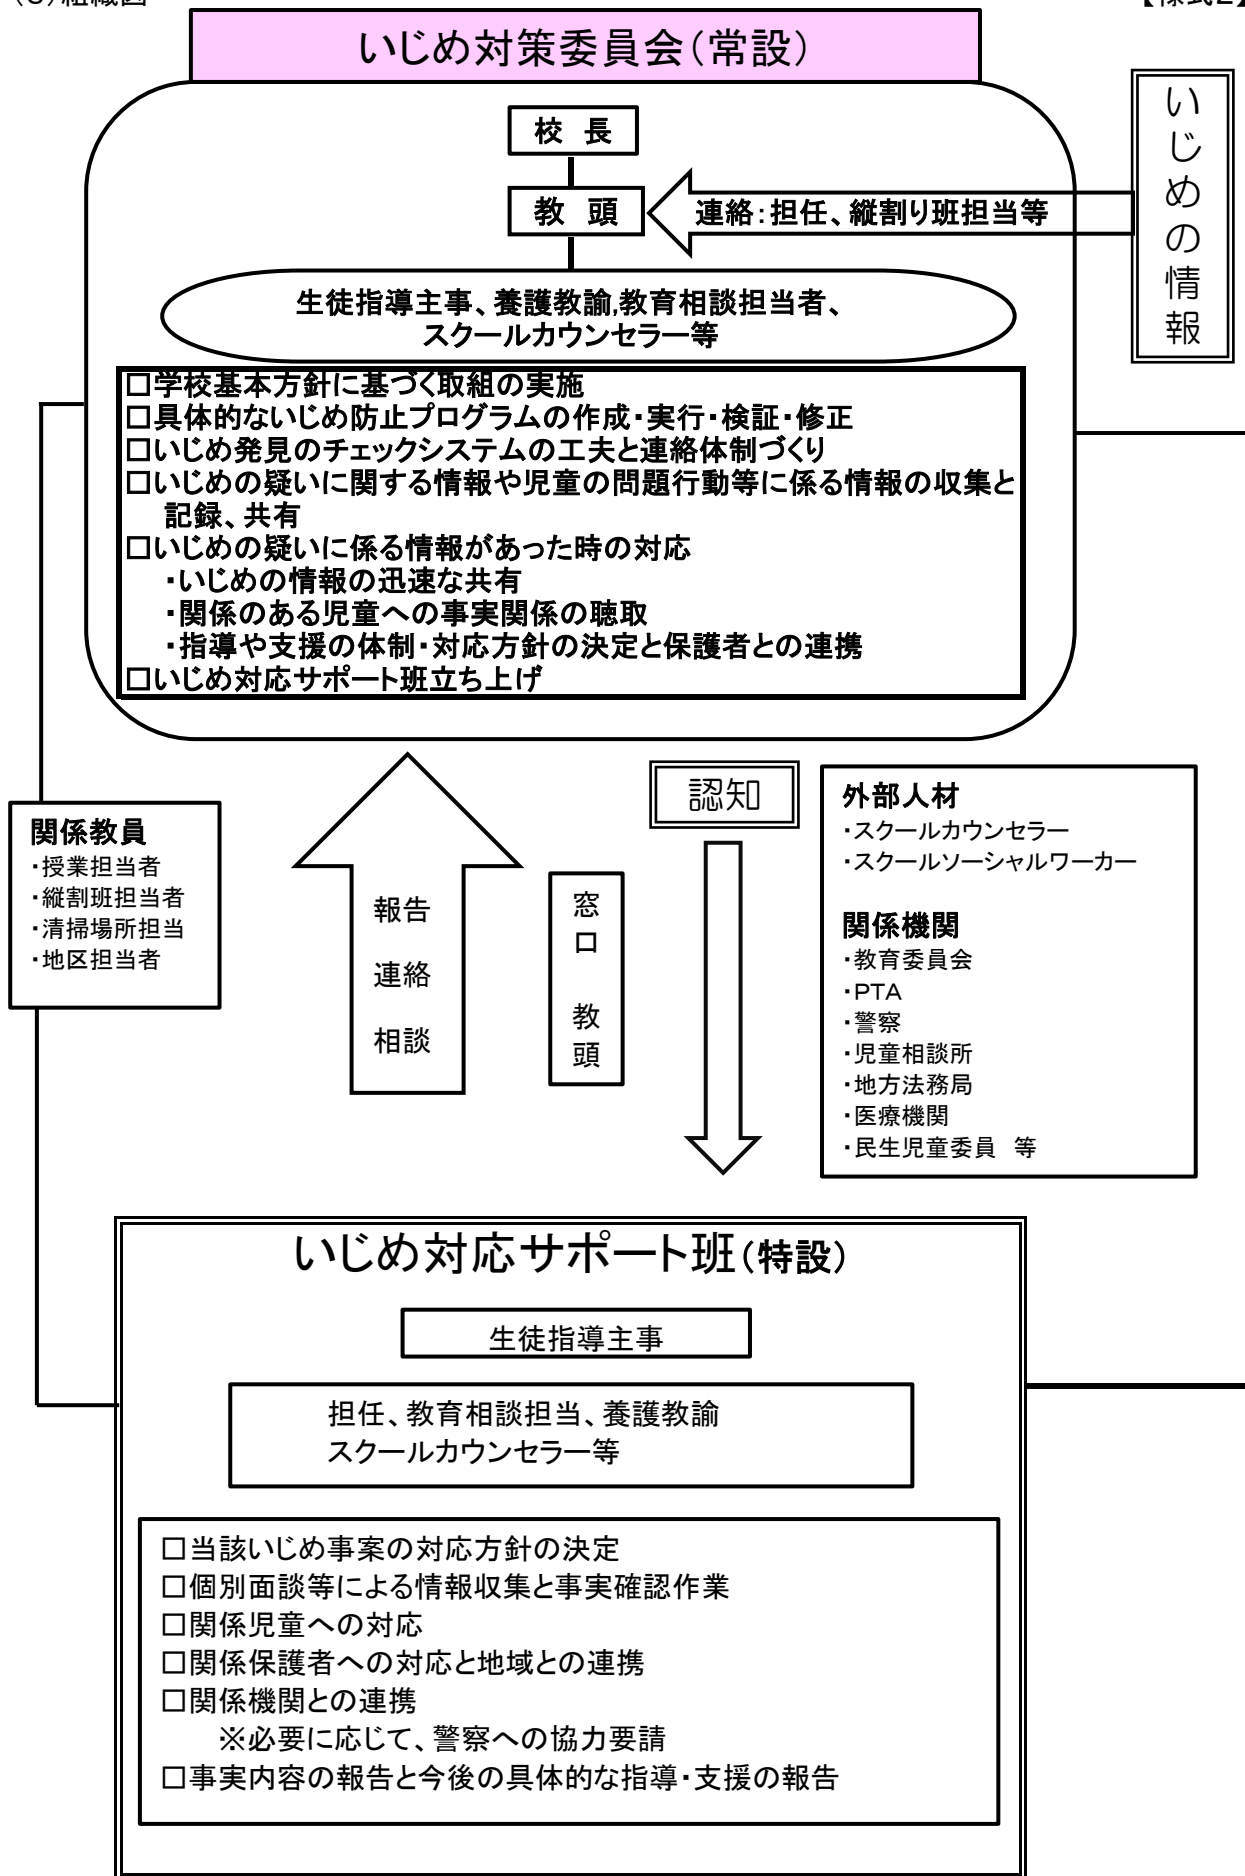 いじめ対策委員会(常設)
校 長
教 頭
連絡:担任、縦割り班担当等
いじめの情報
生徒指導主事、養護教諭,教育相談担当者、
スクールカウンセラー等
□学校基本方針に基づく取組の実施
□具体的ないじめ防止プログラムの作成・実行・検証・修正
□いじめ発見のチェックシステムの工夫と連絡体制づくり
□いじめの疑いに関する情報や児童の問題行動等に係る情報の収集と
記録、共有
□いじめの疑いに係る情報があった時の対応
・いじめの情報の迅速な共有
・関係のある児童への事実関係の聴取
・指導や支援の体制・対応方針の決定と保護者との連携
□いじめ対応サポート班立ち上げ
関係教員
・授業担当者
・縦割班担当者
・清掃場所担当
・地区担当者
報告
連絡
相談
窓口 教頭
認知
外部人材
・スクールカウンセラー
・スクールソーシャルワーカー
関係機関
・教育委員会
・PTA
・警察
・児童相談所
・地方法務局
・医療機関
・民生児童委員 等
いじめ対応サポート班(特設)
生徒指導主事
担任、教育相談担当、養護教諭
スクールカウンセラー等
□当該いじめ事案の対応方針の決定
□個別面談等による情報収集と事実確認作業
□関係児童への対応
□関係保護者への対応と地域との連携
□関係機関との連携
※必要に応じて、警察への協力要請
□事実内容の報告と今後の具体的な指導・支援の報告